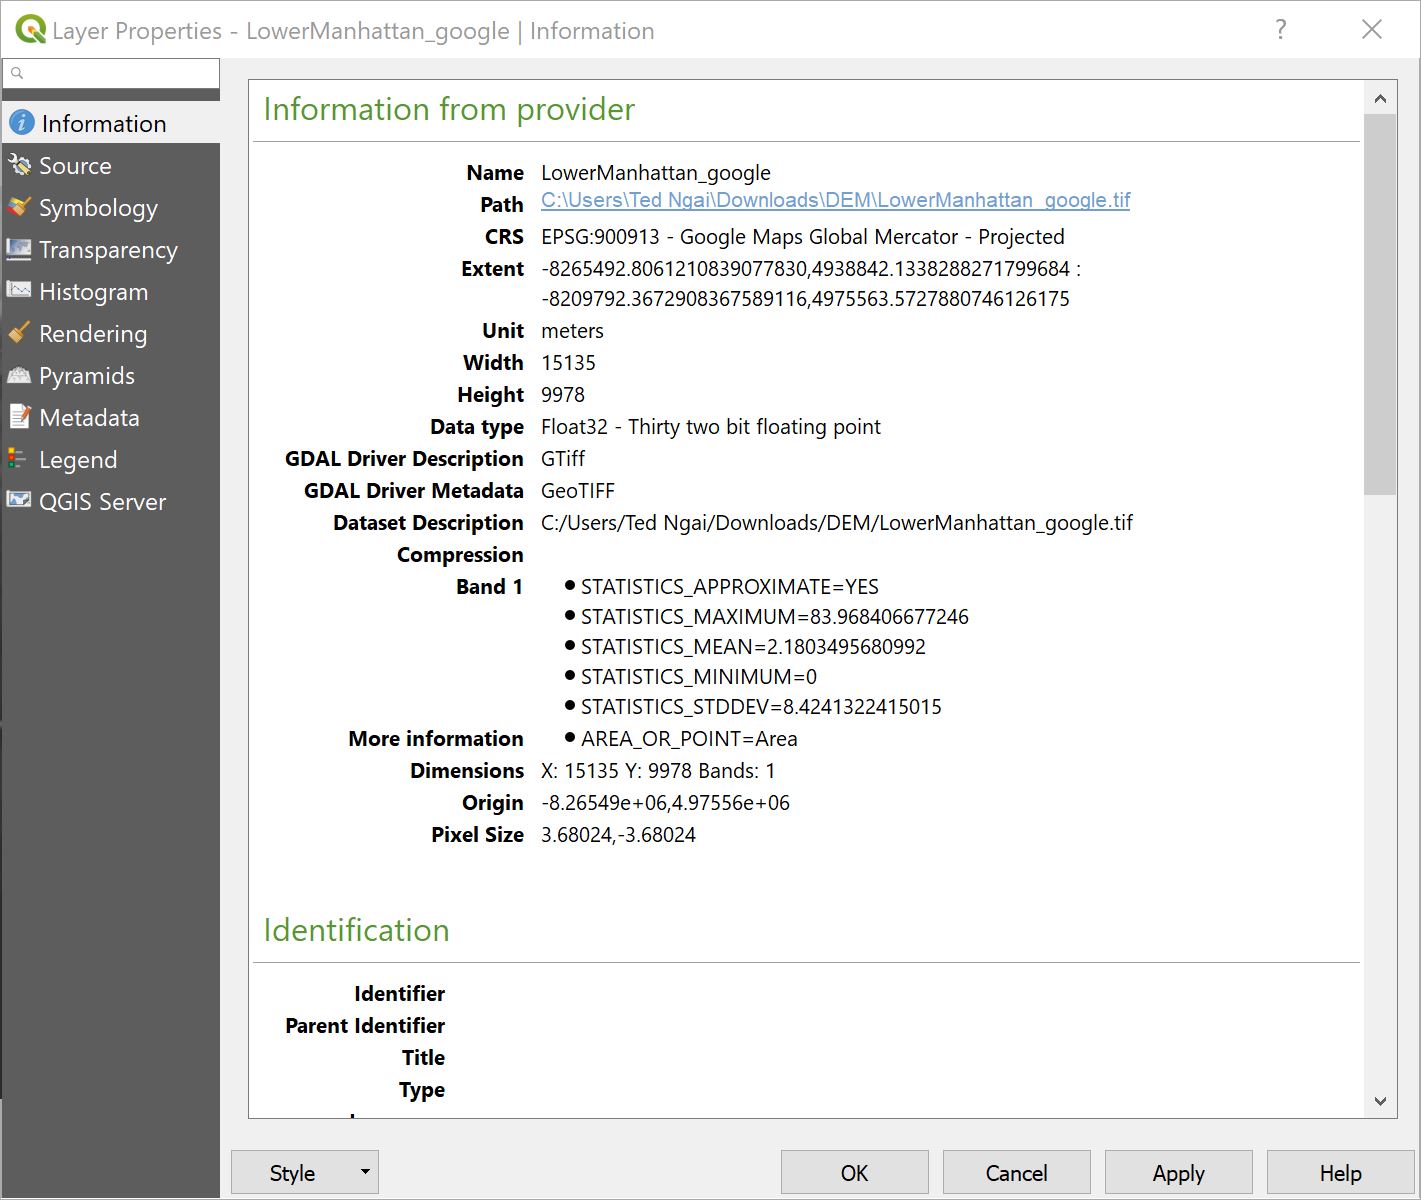 Layer Properties - LowerManhattan_google | Information
Information
Source
Symbology
Transparency
Histogram
Rendering
Pyramids
Metadata
Legend
QGIS Server
Information from provider
Name LowerManhattan_google
Path C:\Users\Ted Ngai\Downloads\DEM\LowerManhattan_google.tif
CRS EPSG:900913 - Google Maps Global Mercator - Projected
Extent -8265492.8061210839077830,4938842.1338288271799684 :
-8209792.3672908367589116,4975563.5727880746126175
Unit meters
Width 15135
Height 9978
Data type Float32 - Thirty two bit floating point
GDAL Driver Description GTiff
GDAL Driver Metadata GeoTIFF
Dataset Description C:/Users/Ted Ngai/Downloads/DEM/LowerManhattan_google.tif
Compression
Band 1 • STATISTICS_APPROXIMATE=YES
• STATISTICS_MAXIMUM=83.968406677246
• STATISTICS_MEAN=2.1803495680992
• STATISTICS_MINIMUM=0
• STATISTICS_STDDEV=8.4241322415015
More information • AREA_OR_POINT=Area
Dimensions X: 15135 Y: 9978 Bands: 1
Origin -8.26549e+06,4.97556e+06
Pixel Size 3.68024,-3.68024
Identification
Identifier
Parent Identifier
Title
Type
Style
OK
Cancel
Apply
Help